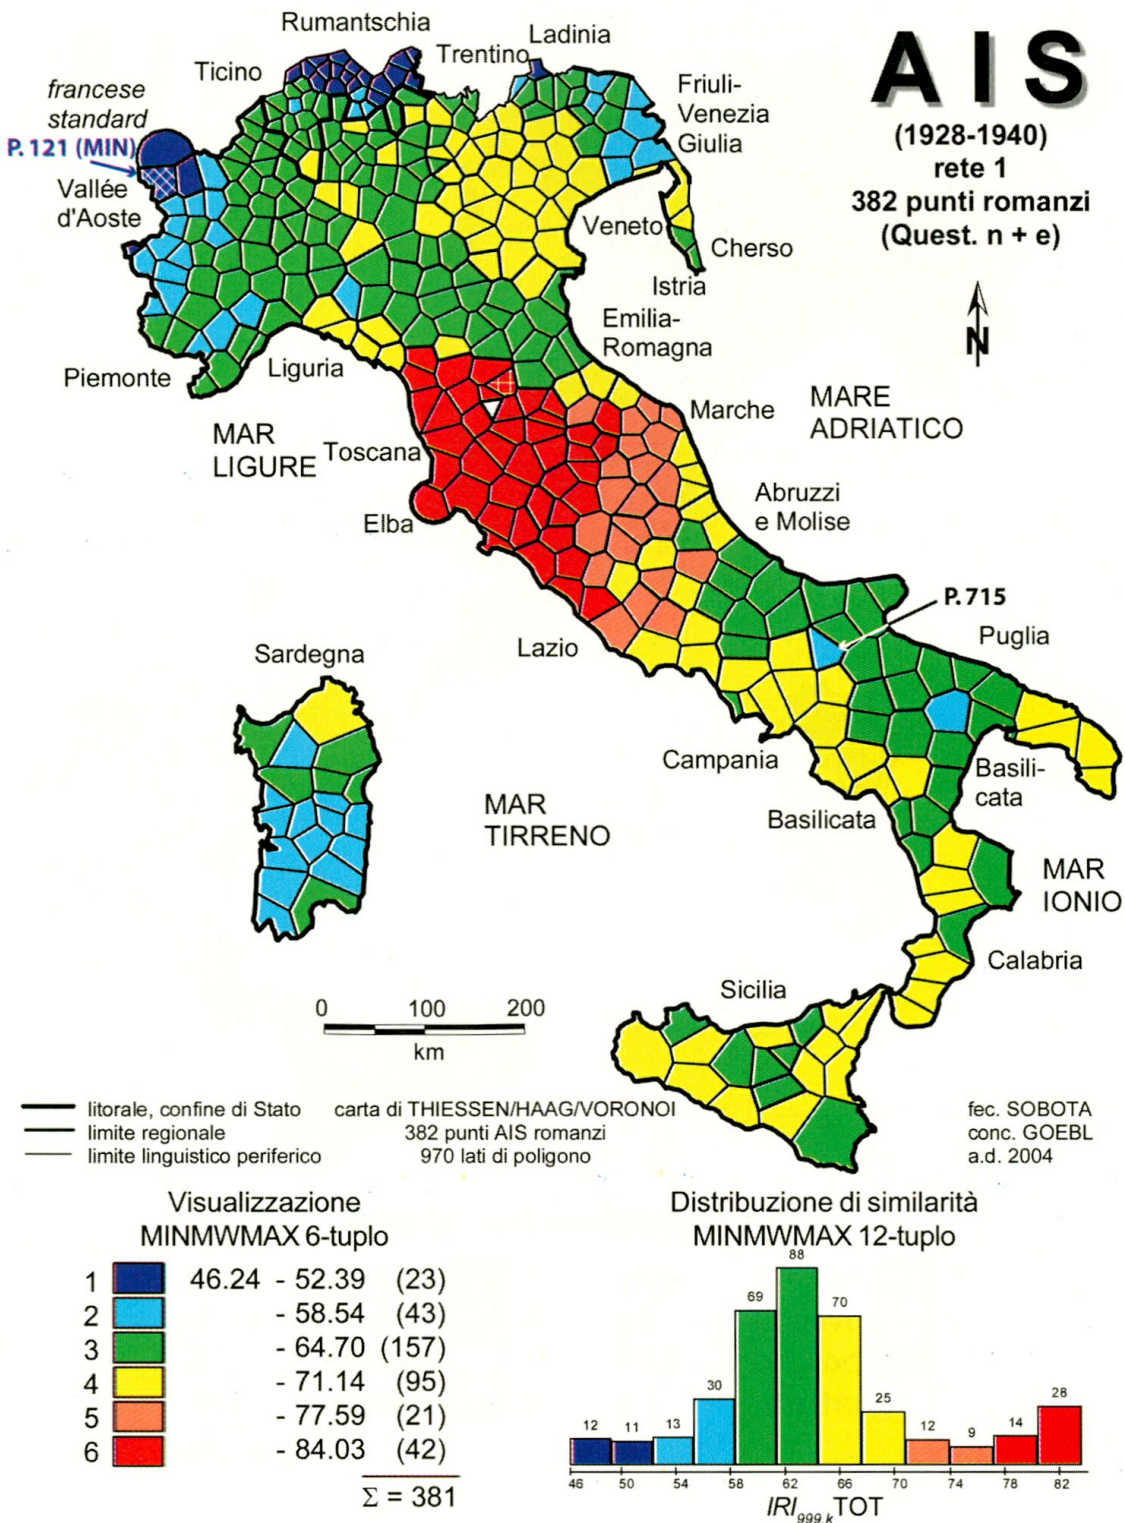 Rumantschia
Ladinia
Trentino
Ticino
francese
standard
P. 121 (MIN)
Vallée
d'Aoste
Friuli-
Venezia
Giulia
AIS
(1928-1940)
rete 1
382 punti romanzi
(Quest. n + e)
N
Veneto
Cherso
Istria
Emilia-
Romagna
Piemonte
Liguria
MAR
LIGURE
Toscana
Marche
MARE
ADRIATICO
Elba
Abruzzi
e Molise
P.715
Puglia
Lazio
Sardegna
Campania
Basili-
cata
Basilicata
MAR
TIRRENO
MAR
IONIO
Calabria
Sicilia
0 100 200
km
litorale, confine di Stato
limite regionale
limite linguistico periferico
carta di THIESSEN/HAAG/VORONOI
382 punti AIS romanzi
970 lati di poligono
fec. SOBOTA
conc. GOEBL
a.d. 2004
Visualizzazione
MINMWMAX 6-tuplo
1 46.24 - 52.39 (23)
2 - 58.54 (43)
3 - 64.70 (157)
4 - 71.14 (95)
5 - 77.59 (21)
6 - 84.03 (42)
Σ = 381
Distribuzione di similarità
MINMWMAX 12-tuplo
12 11 13 30 69 88 70 25 12 9 14 28
46 50 54 58 62 66 70 74 78 82
IRI999,kTOT